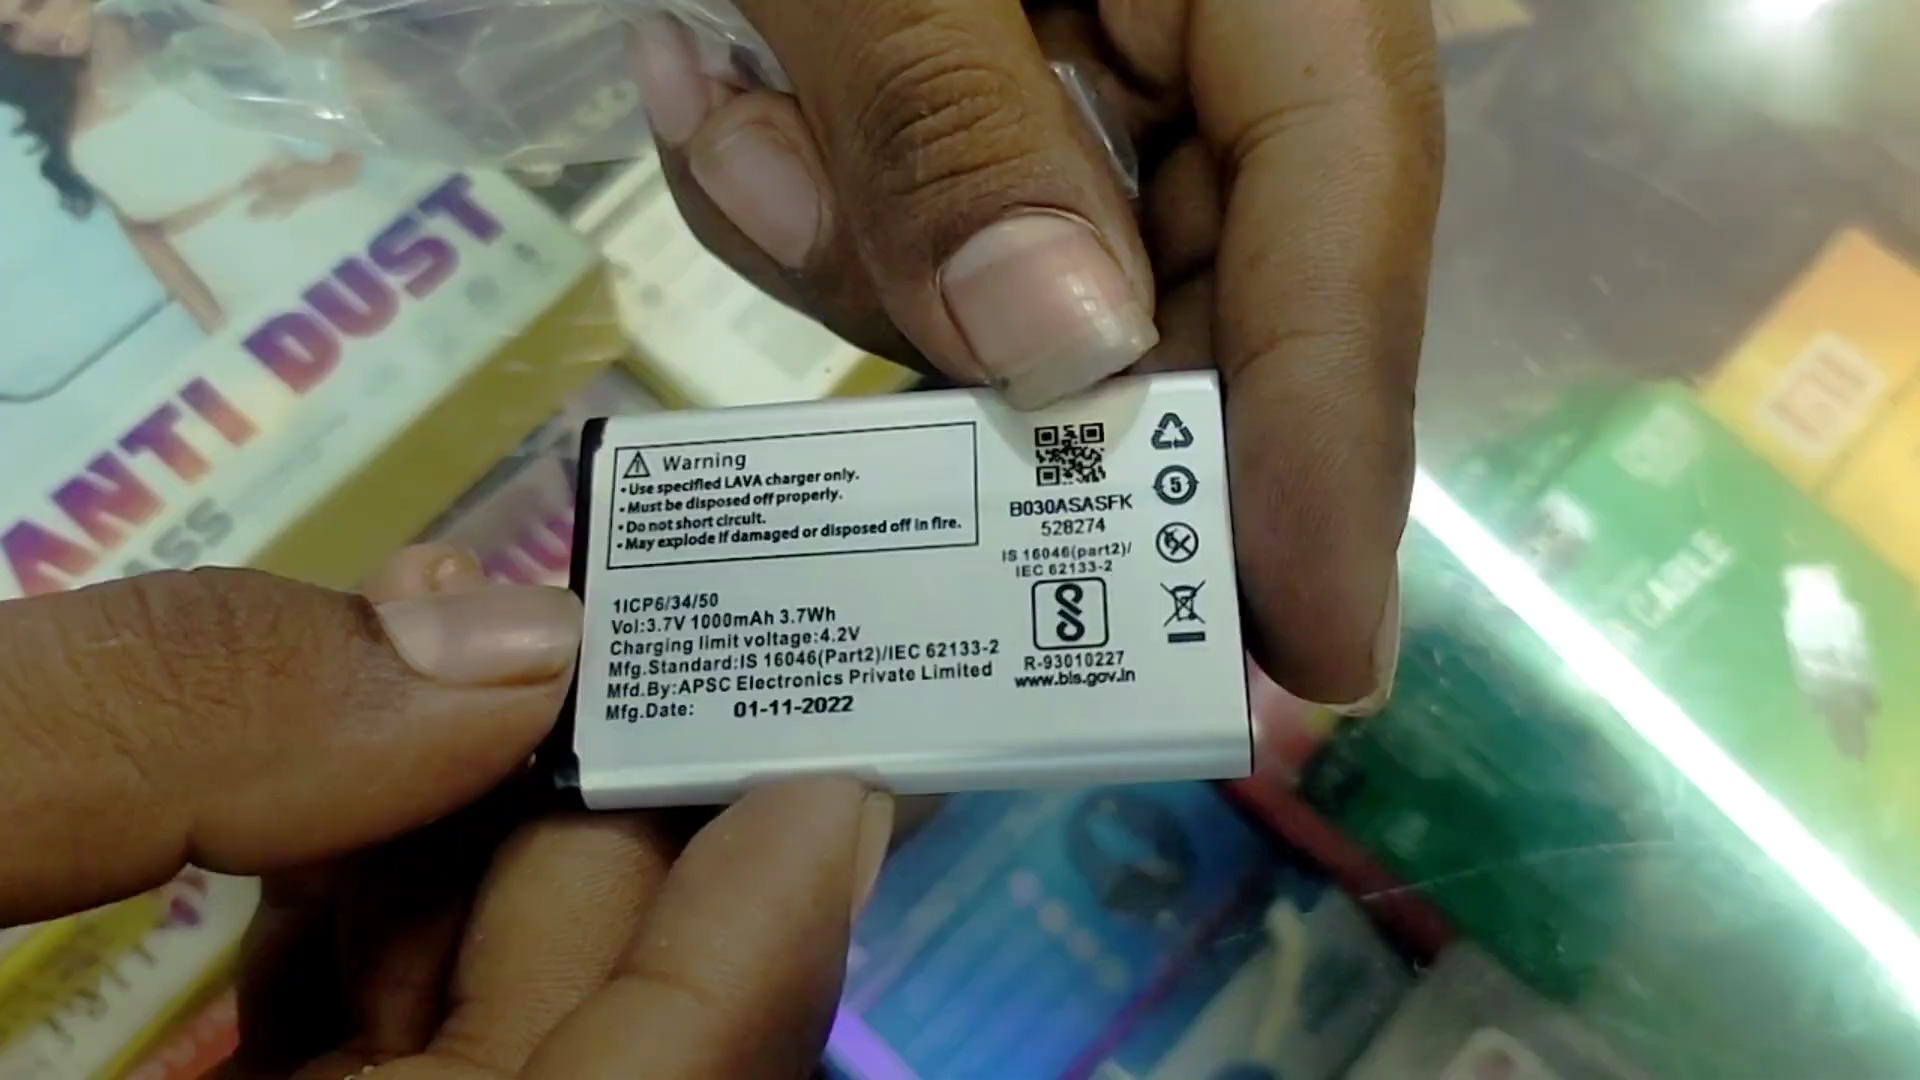 ANTI DUST
ASS
Warning
• Use specified LAVA charger only.
• Must be disposed off properly.
• Do not short circuit.
• May explode if damaged or disposed off in fire.
1ICP6/34/50
Vol:3.7V 1000mAh 3.7Wh
Charging limit voltage:4.2V
Mfg.Standard:IS 16046(Part2)/IEC 62133-2
Mfd.By:APSC Electronics Private Limited
Mfg.Date: 01-11-2022
B030ASASFK
528274
IS 16046(part2)/
IEC 62133-2
R-93010227
www.bis.gov.in
5
CABLE